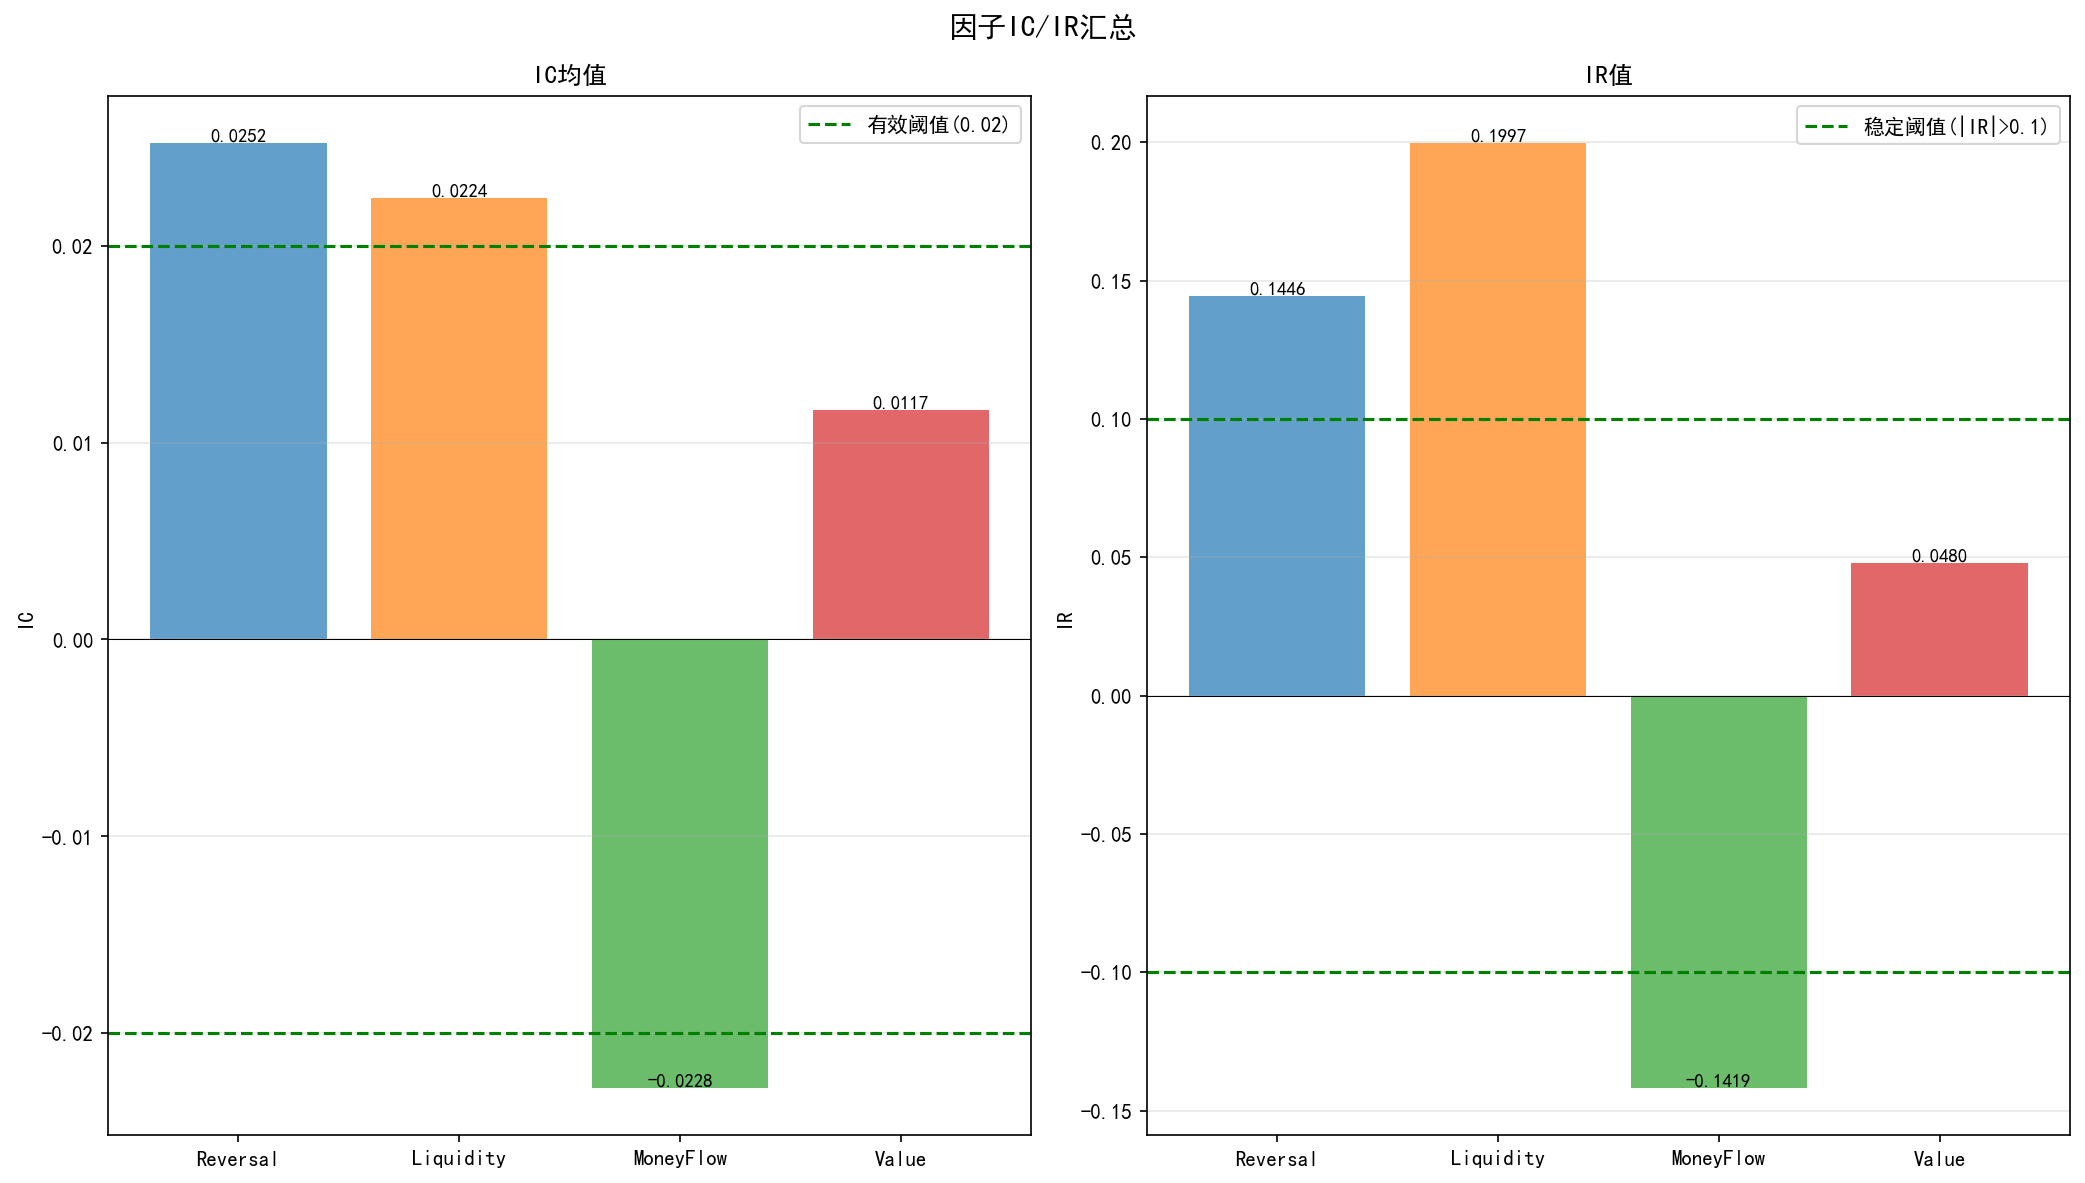 因子IC/IR汇总
IC均值
有效阈值(0.02)
0.0252
0.0224
0.0117
-0.0228
0.02
0.01
0.00
-0.01
-0.02
IC
Reversal
Liquidity
MoneyFlow
Value
IR值
稳定阈值(|IR|>0.1)
0.1446
0.1997
0.0480
-0.1419
0.20
0.15
0.10
0.05
0.00
-0.05
-0.10
-0.15
IR
Reversal
Liquidity
MoneyFlow
Value